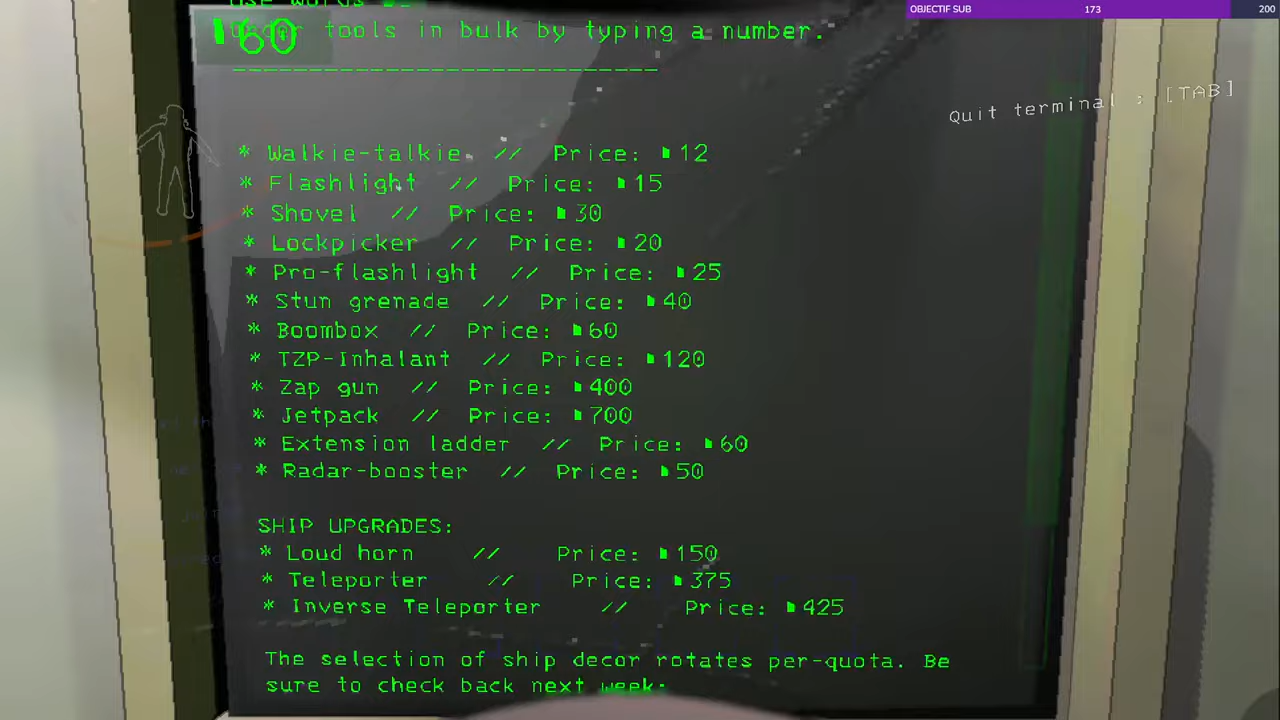 OBJECTIF SUB 173 200
60
tools in bulk by typing a number.
----------------------------
Quit terminal : [TAB]
* Walkie-talkie // Price: ▮12
* Flashlight // Price: ▮15
* Shovel // Price: ▮30
* Lockpicker // Price: ▮20
* Pro-flashlight // Price: ▮25
* Stun grenade // Price: ▮40
* Boombox // Price: ▮60
* TZP-Inhalant // Price: ▮120
* Zap gun // Price: ▮400
* Jetpack // Price: ▮700
* Extension ladder // Price: ▮60
* Radar-booster // Price: ▮50
SHIP UPGRADES:
* Loud horn // Price: ▮150
* Teleporter // Price: ▮375
* Inverse Teleporter // Price: ▮425
The selection of ship decor rotates per-quota. Be
sure to check back next week: